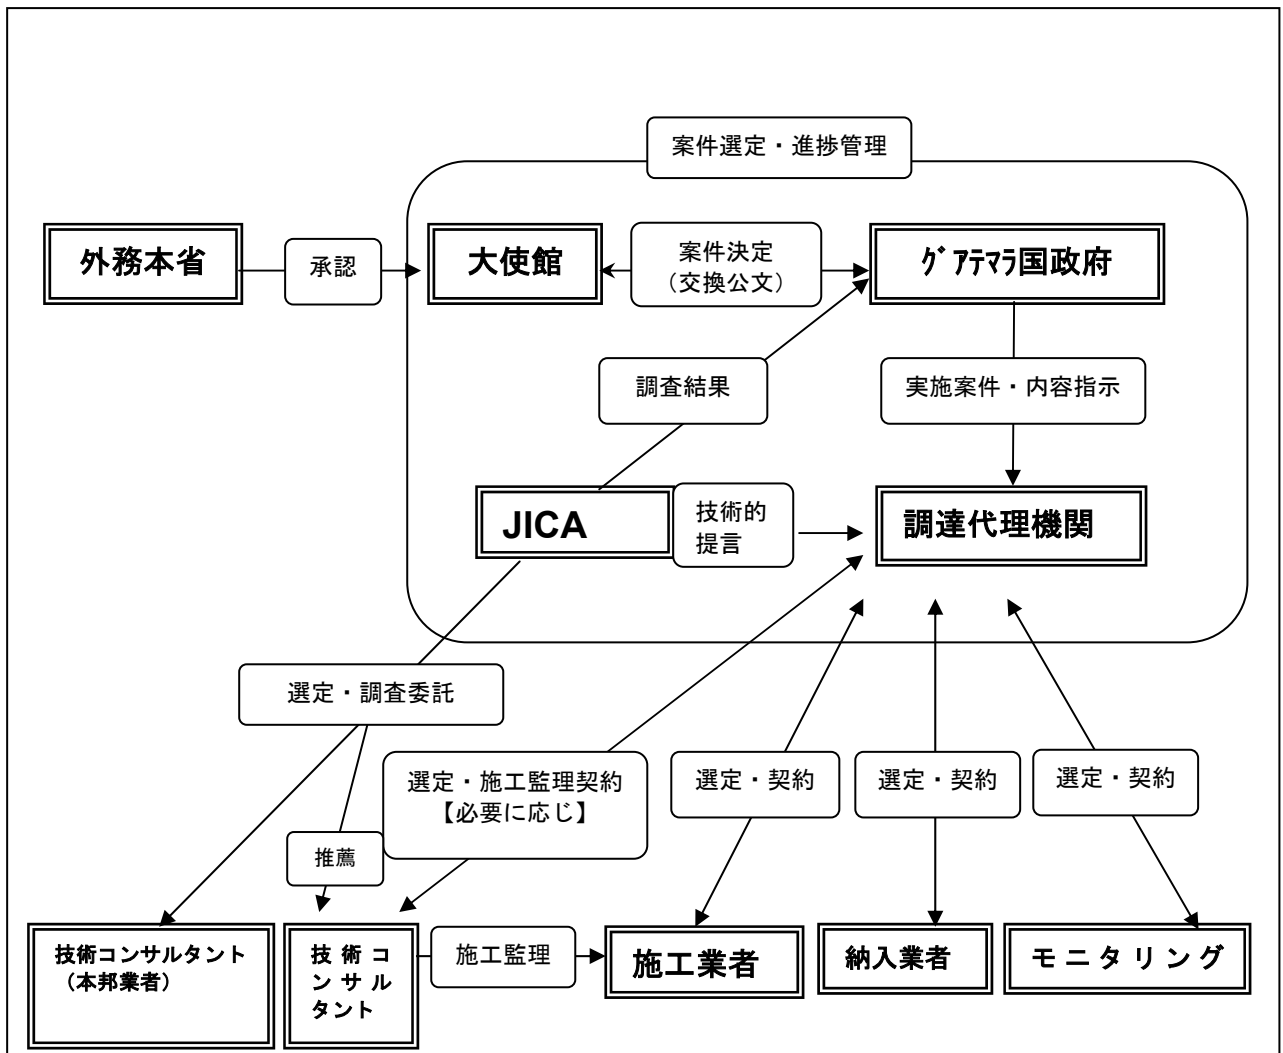 案件選定・進捗管理
外務本省
承認
大使館
案件決定
（交換公文）
グアテマラ国政府
調査結果
実施案件・内容指示
JICA
技術的
提言
調達代理機関
選定・調査委託
選定・施工監理契約
【必要に応じ】
選定・契約
選定・契約
選定・契約
推薦
技術コンサルタント
（本邦業者）
技術コ
ンサル
タント
施工監理
施工業者
納入業者
モニタリング